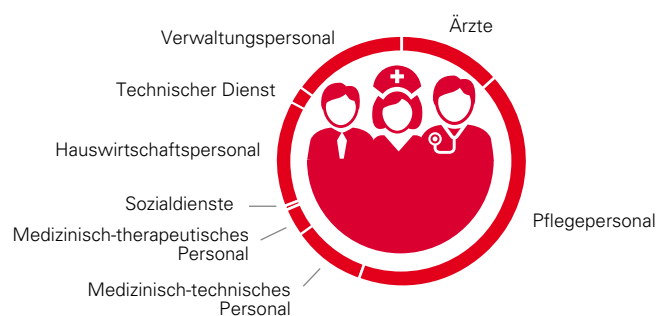 Ärzte
Verwaltungspersonal
Technischer Dienst
Hauswirtschaftspersonal
Sozialdienste
Pflegepersonal
Medizinisch-therapeutisches
Personal
Medizinisch-technisches
Personal